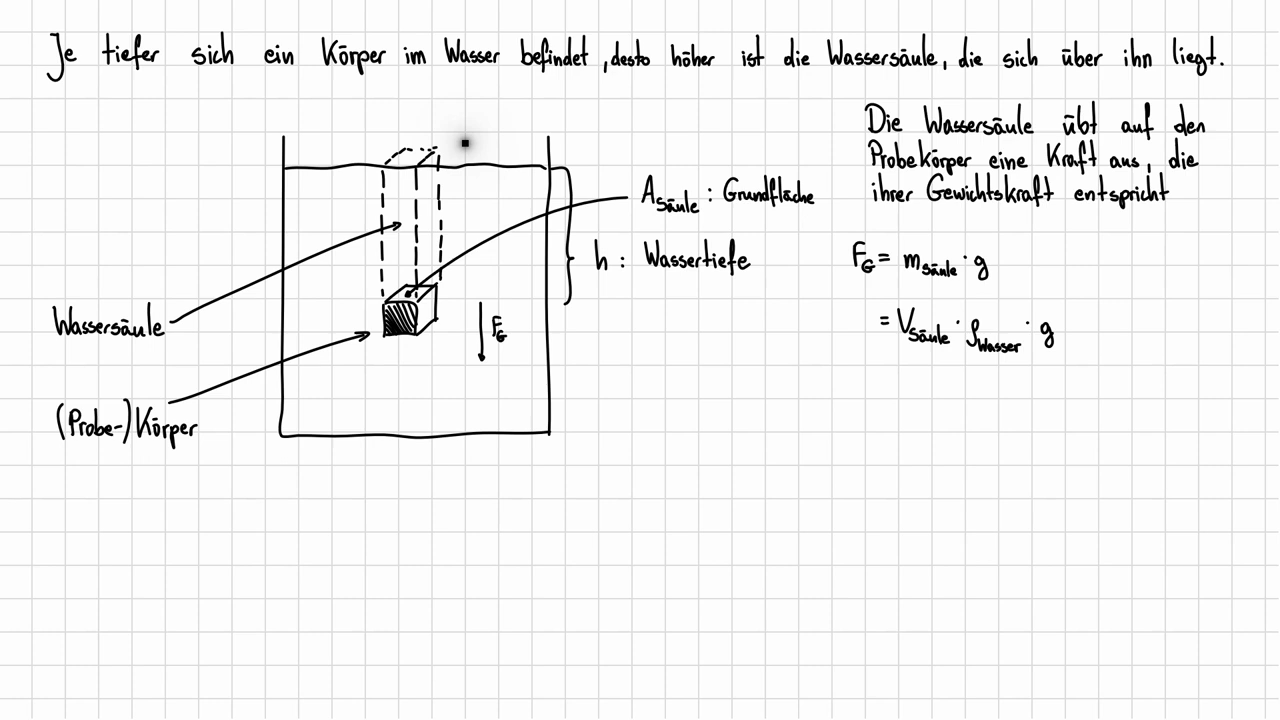 Je tiefer sich ein Körper im Wasser befindet, desto höher ist die Wassersäule, die sich über ihn liegt.
Die Wassersäule übt auf den
Probekörper eine Kraft aus, die
ihrer Gewichtskraft entspricht
A_Säule : Grundfläche
h : Wassertiefe
F_G = m_Säule · g
= V_Säule · ρ_Wasser · g
Wassersäule
F_G
(Probe-)Körper